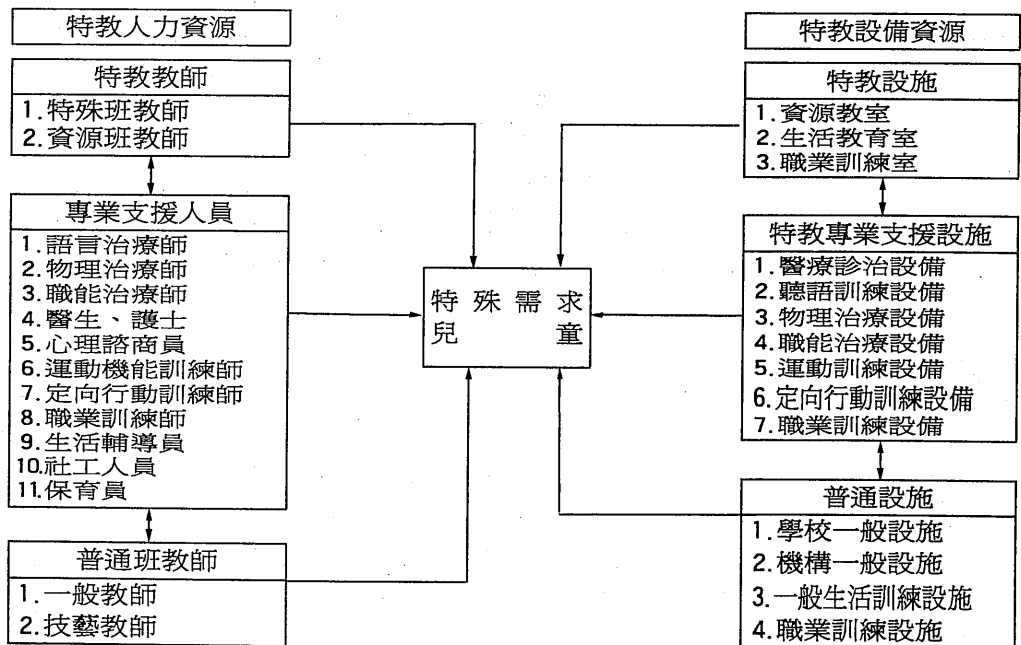 特教人力資源
特教教師
1.特殊班教師
2.資源班教師
專業支援人員
1.語言治療師
2.物理治療師
3.職能治療師
4.醫生、護士
5.心理諮商員
6.運動機能訓練師
7.定向行動訓練師
8.職業訓練師
9.生活輔導員
10.社工人員
11.保育員
普通班教師
1.一般教師
2.技藝教師
特殊需求
兒童
特教設備資源
特教設施
1.資源教室
2.生活教育室
3.職業訓練室
特教專業支援設施
1.醫療診治設備
2.聽語訓練設備
3.物理治療設備
4.職能治療設備
5.運動訓練設備
6.定向行動訓練設備
7.職業訓練設備
普通設施
1.學校一般設施
2.機構一般設施
3.一般生活訓練設施
4.職業訓練設施